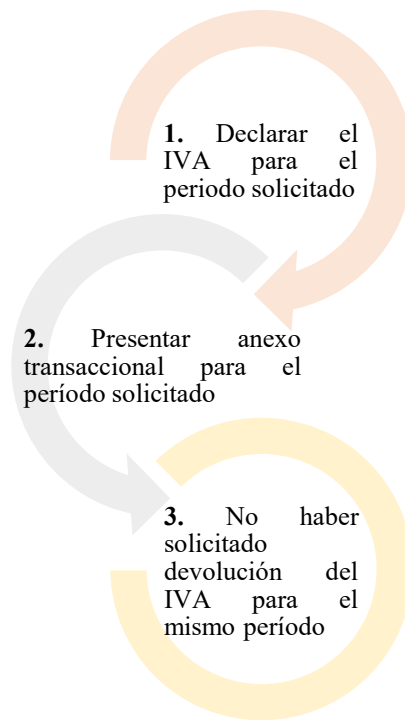 1. Declarar el
IVA para el
periodo solicitado
2. Presentar anexo
transaccional para el
período solicitado
3. No haber
solicitado
devolución del
IVA para el
mismo período